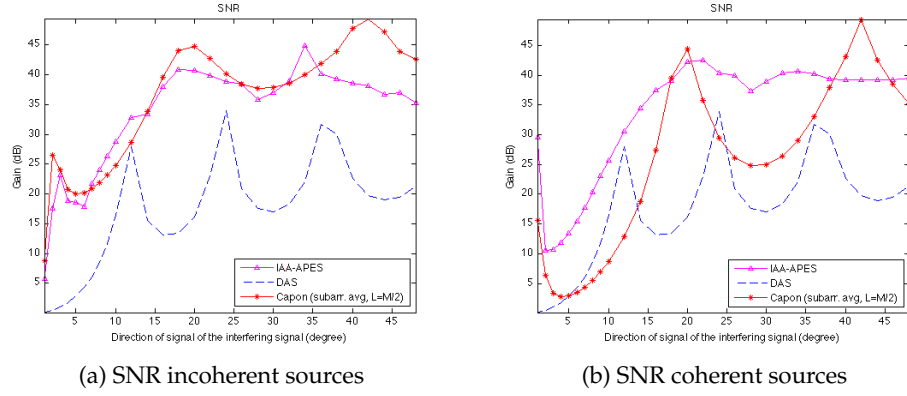 SNR
45
40
35
30
25
20
15
10
5
Gain (dB)
IAA-APES
DAS
Capon (subarr. avg, L=M/2)
5 10 15 20 25 30 35 40 45
Direction of signal of the interfering signal (degree)
(a) SNR incoherent sources
SNR
45
40
35
30
25
20
15
10
5
Gain (dB)
IAA-APES
DAS
Capon (subarr. avg, L=M/2)
5 10 15 20 25 30 35 40 45
Direction of signal of the interfering signal (degree)
(b) SNR coherent sources